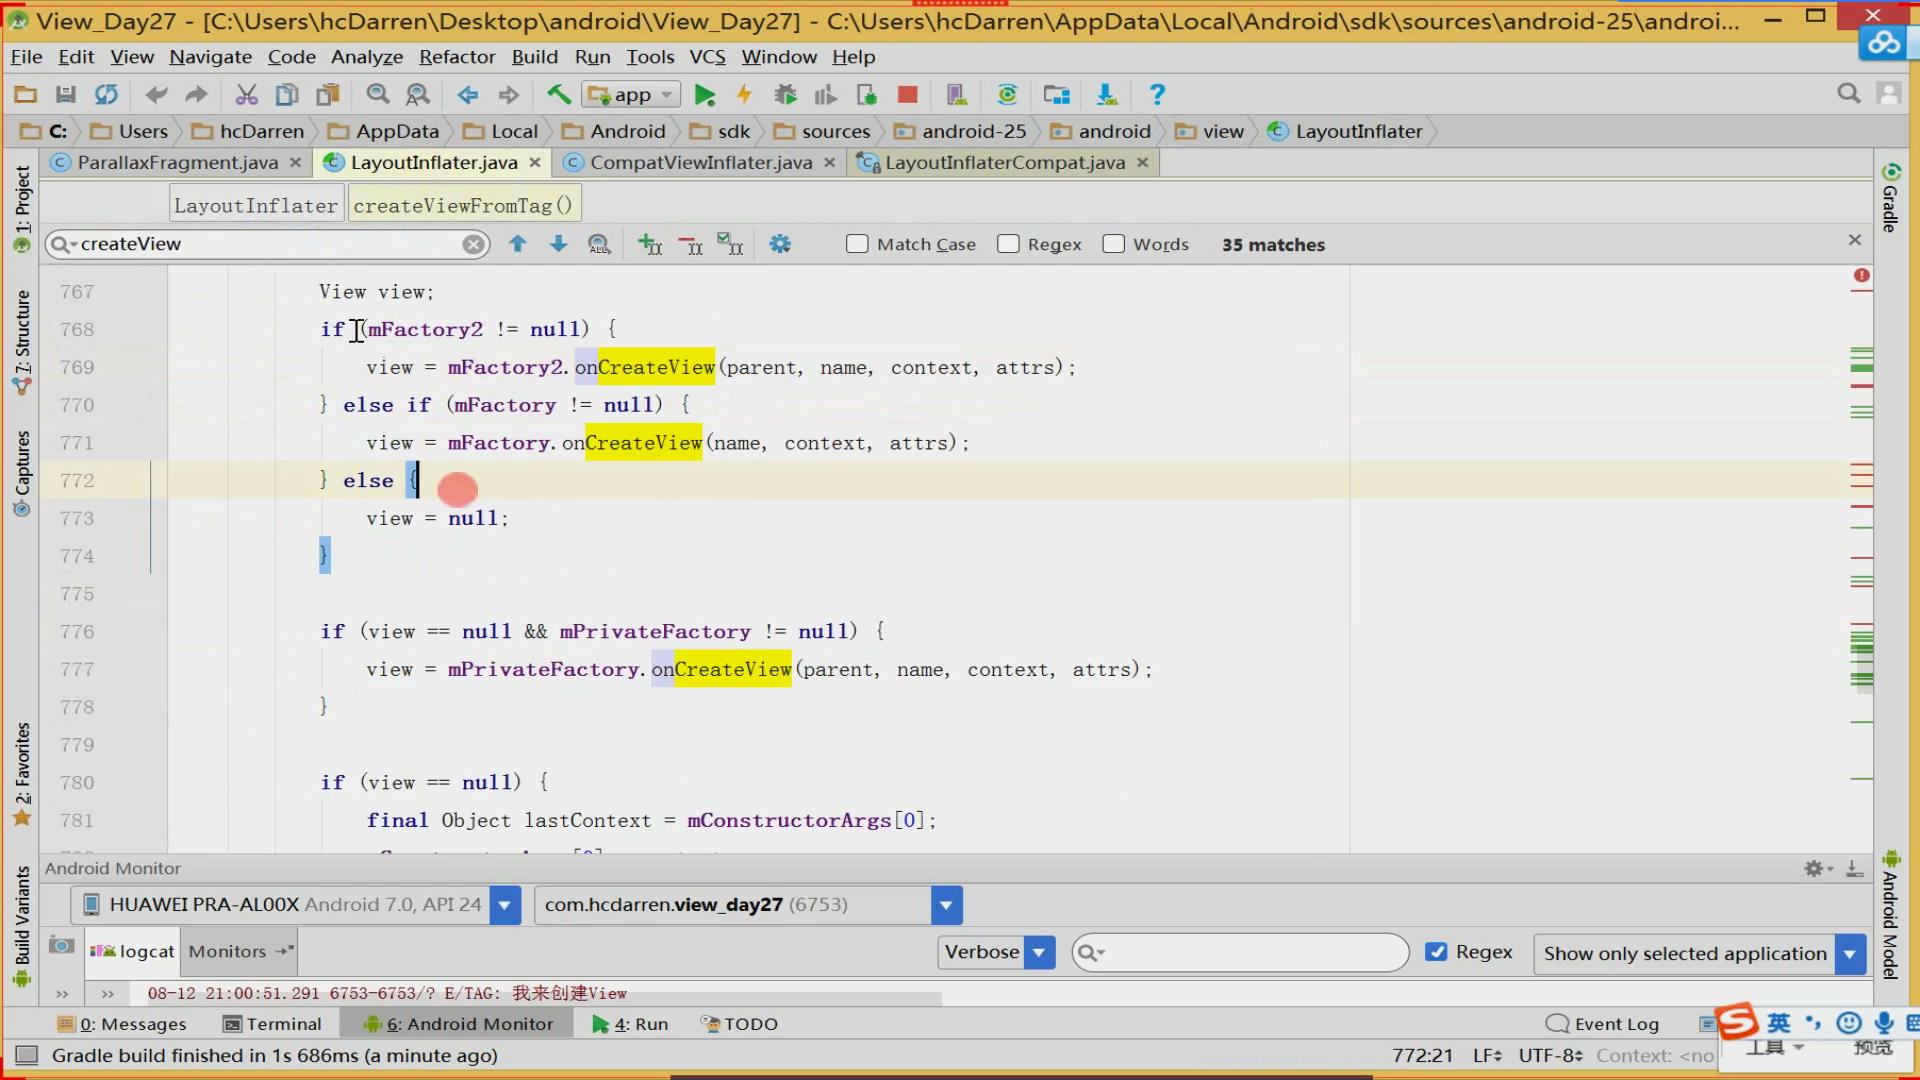 View_Day27 - [C:\Users\hcDarren\Desktop\android\View_Day27] - C:\Users\hcDarren\AppData\Local\Android\sdk\sources\android-25\androi...
File Edit View Navigate Code Analyze Refactor Build Run Tools VCS Window Help
app
C: Users hcDarren AppData Local Android sdk sources android-25 android view LayoutInflater
ParallaxFragment.java LayoutInflater.java CompatViewInflater.java LayoutInflaterCompat.java
LayoutInflater createViewFromTag()
createView Match Case Regex Words 35 matches
767 View view;
768 if (mFactory2 != null) {
769 view = mFactory2.onCreateView(parent, name, context, attrs);
770 } else if (mFactory != null) {
771 view = mFactory.onCreateView(name, context, attrs);
772 } else {
773 view = null;
774 }
775
776 if (view == null && mPrivateFactory != null) {
777 view = mPrivateFactory.onCreateView(parent, name, context, attrs);
778 }
779
780 if (view == null) {
781 final Object lastContext = mConstructorArgs[0];
1: Project
7: Structure
Captures
2: Favorites
Build Variants
Gradle
Android Model
Android Monitor
HUAWEI PRA-AL00X Android 7.0, API 24 com.hcdarren.view_day27 (6753)
logcat Monitors Verbose Regex Show only selected application
08-12 21:00:51.291 6753-6753/? E/TAG: 我来创建View
0: Messages Terminal 6: Android Monitor 4: Run TODO Event Log
英
Gradle build finished in 1s 686ms (a minute ago) 772:21 LF UTF-8 Context: <no
工具 预览